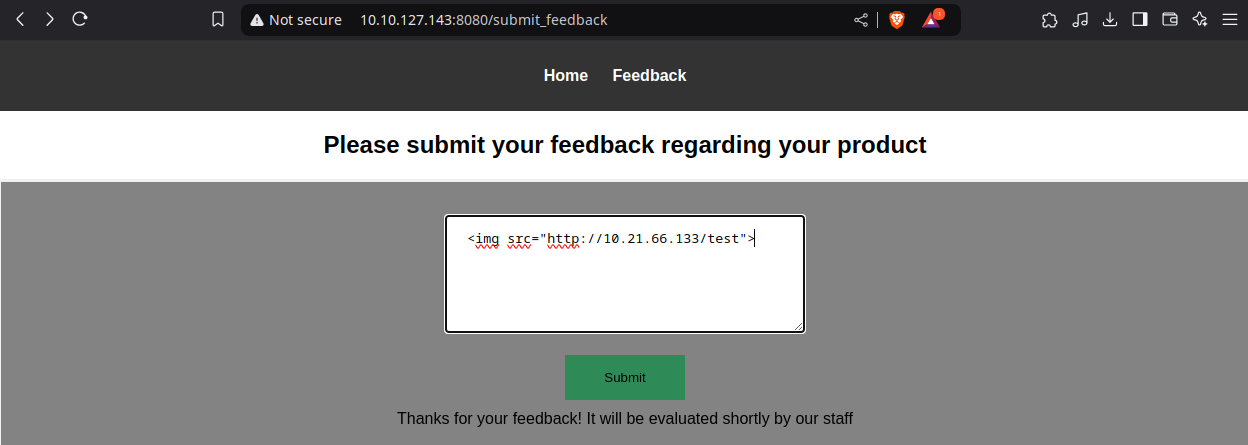 Not secure 10.10.127.143:8080/submit_feedback
Home Feedback
Please submit your feedback regarding your product
<img src="http://10.21.66.133/test">
Submit
Thanks for your feedback! It will be evaluated shortly by our staff